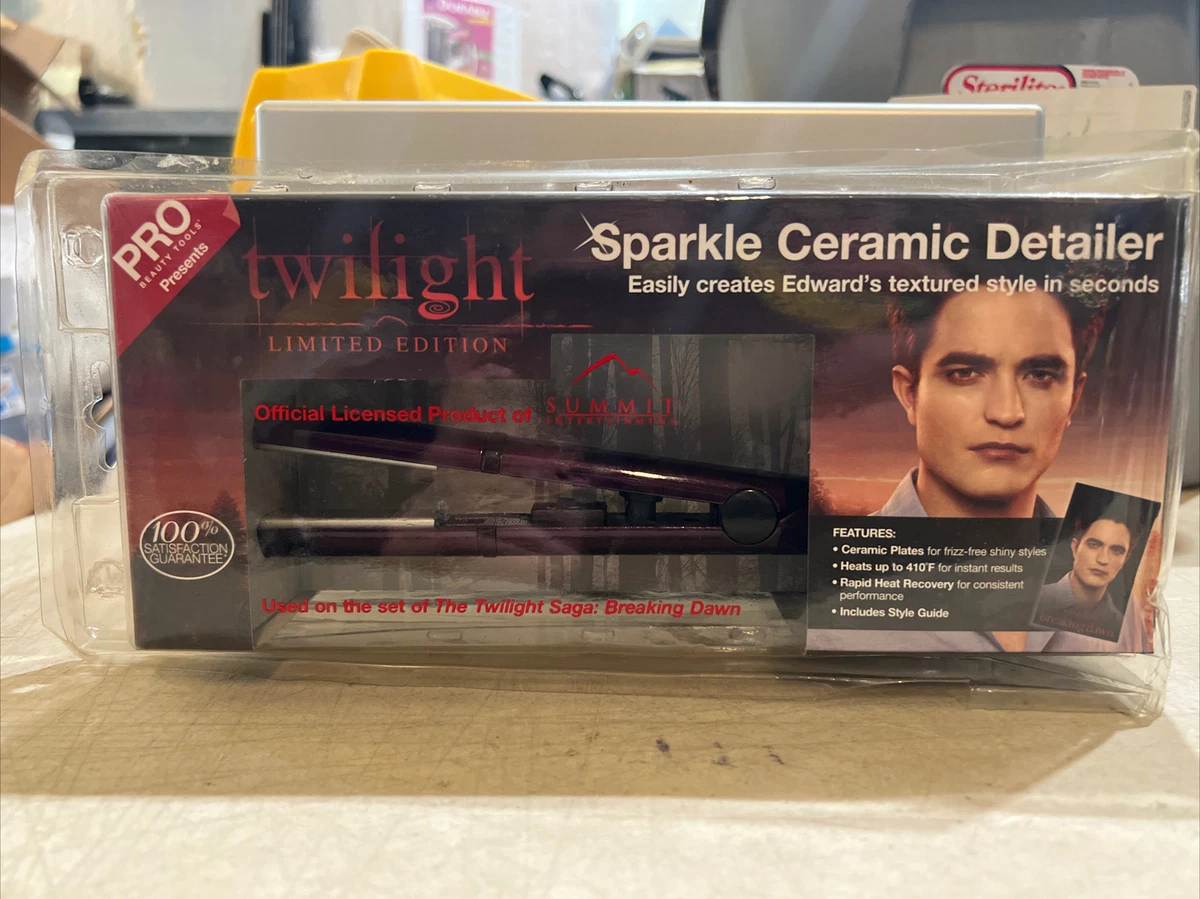 Sterilite
PRO
BEAUTY TOOLS
Presents
twilight
LIMITED EDITION
Sparkle Ceramic Detailer
Easily creates Edward's textured style in seconds
Official Licensed Product of
SUMMIT
ENTERTAINMENT
100%
SATISFACTION
GUARANTEE
Used on the set of The Twilight Saga: Breaking Dawn
FEATURES:
• Ceramic Plates for frizz-free shiny styles
• Heats up to 410°F for instant results
• Rapid Heat Recovery for consistent
performance
• Includes Style Guide
breaking dawn